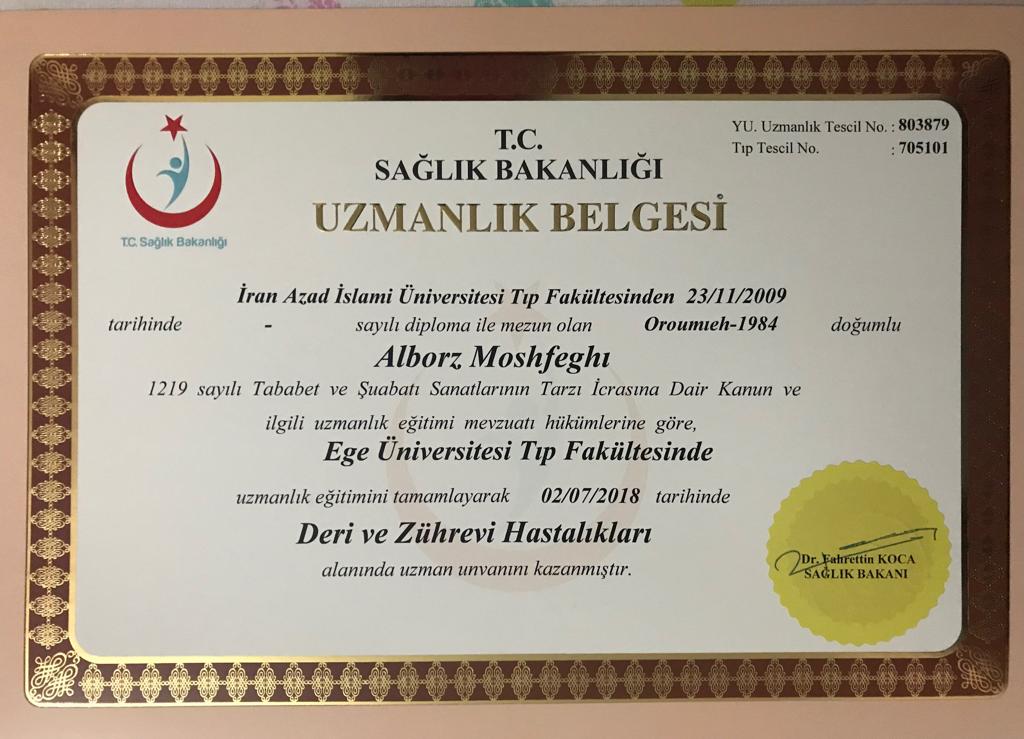 YU. Uzmanlık Tescil No. : 803879
Tıp Tescil No. : 705101
T.C.
SAĞLIK BAKANLIĞI
UZMANLIK BELGESİ
T.C. Sağlık Bakanlığı
İran Azad İslami Üniversitesi Tıp Fakültesinden 23/11/2009
tarihinde - sayılı diploma ile mezun olan Oroumıeh-1984 doğumlu
Alborz Moshfeghı
1219 sayılı Tababet ve Şuabatı Sanatlarının Tarzı İcrasına Dair Kanun ve
ilgili uzmanlık eğitimi mevzuatı hükümlerine göre,
Ege Üniversitesi Tıp Fakültesinde
uzmanlık eğitimini tamamlayarak 02/07/2018 tarihinde
Deri ve Zührevi Hastalıkları
alanında uzman unvanını kazanmıştır.
Dr. Fahrettin KOCA
SAĞLIK BAKANI